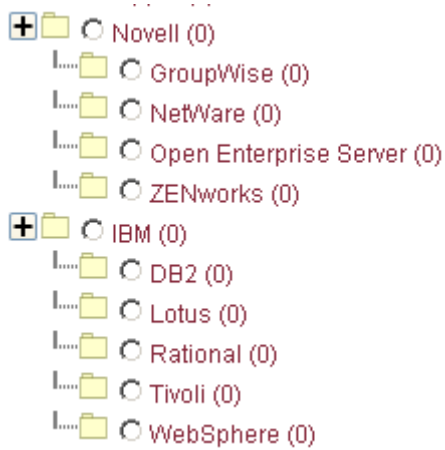 Novell (0)
GroupWise (0)
NetWare (0)
Open Enterprise Server (0)
ZENworks (0)
IBM (0)
DB2 (0)
Lotus (0)
Rational (0)
Tivoli (0)
WebSphere (0)